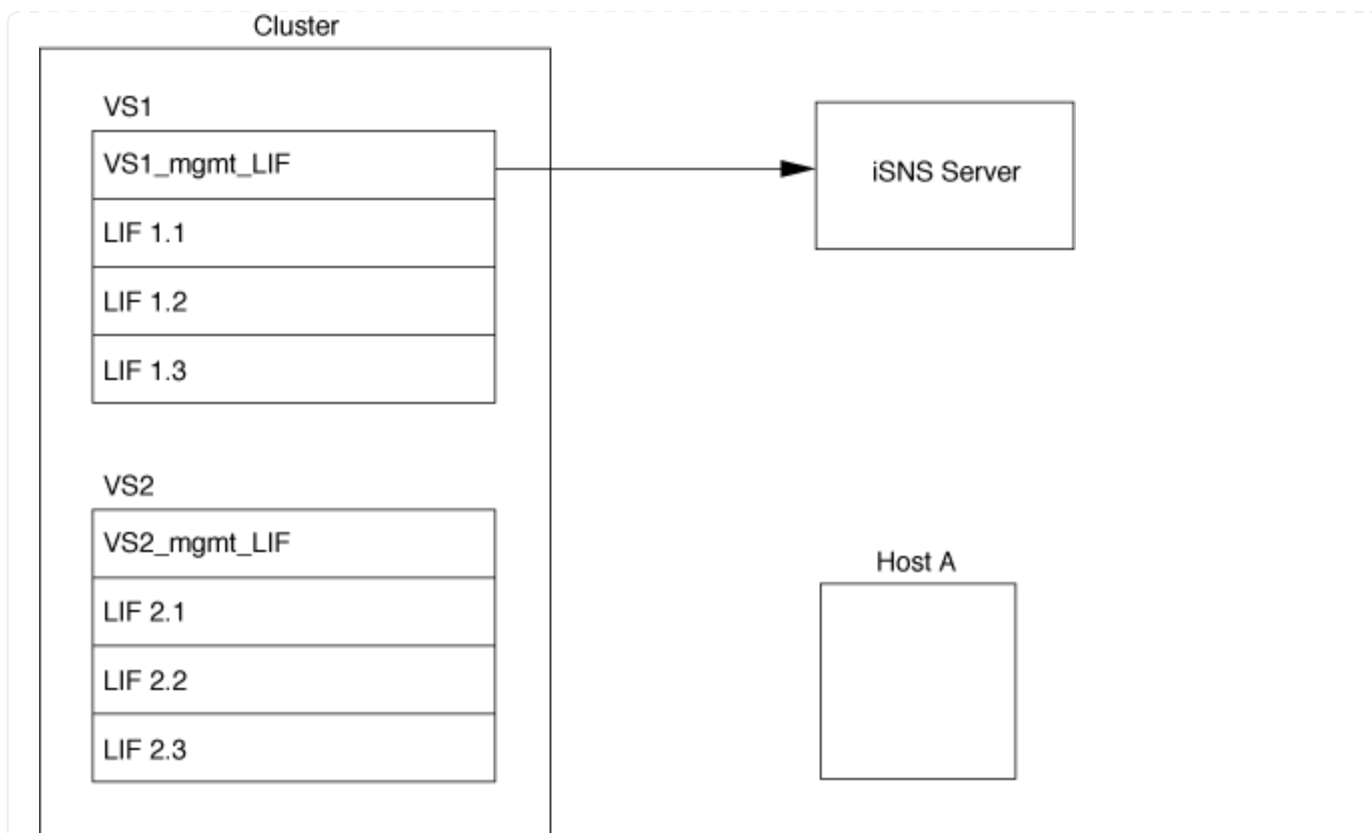 Cluster
VS1
VS1_mgmt_LIF
iSNS Server
LIF 1.1
LIF 1.2
LIF 1.3
VS2
VS2_mgmt_LIF
Host A
LIF 2.1
LIF 2.2
LIF 2.3